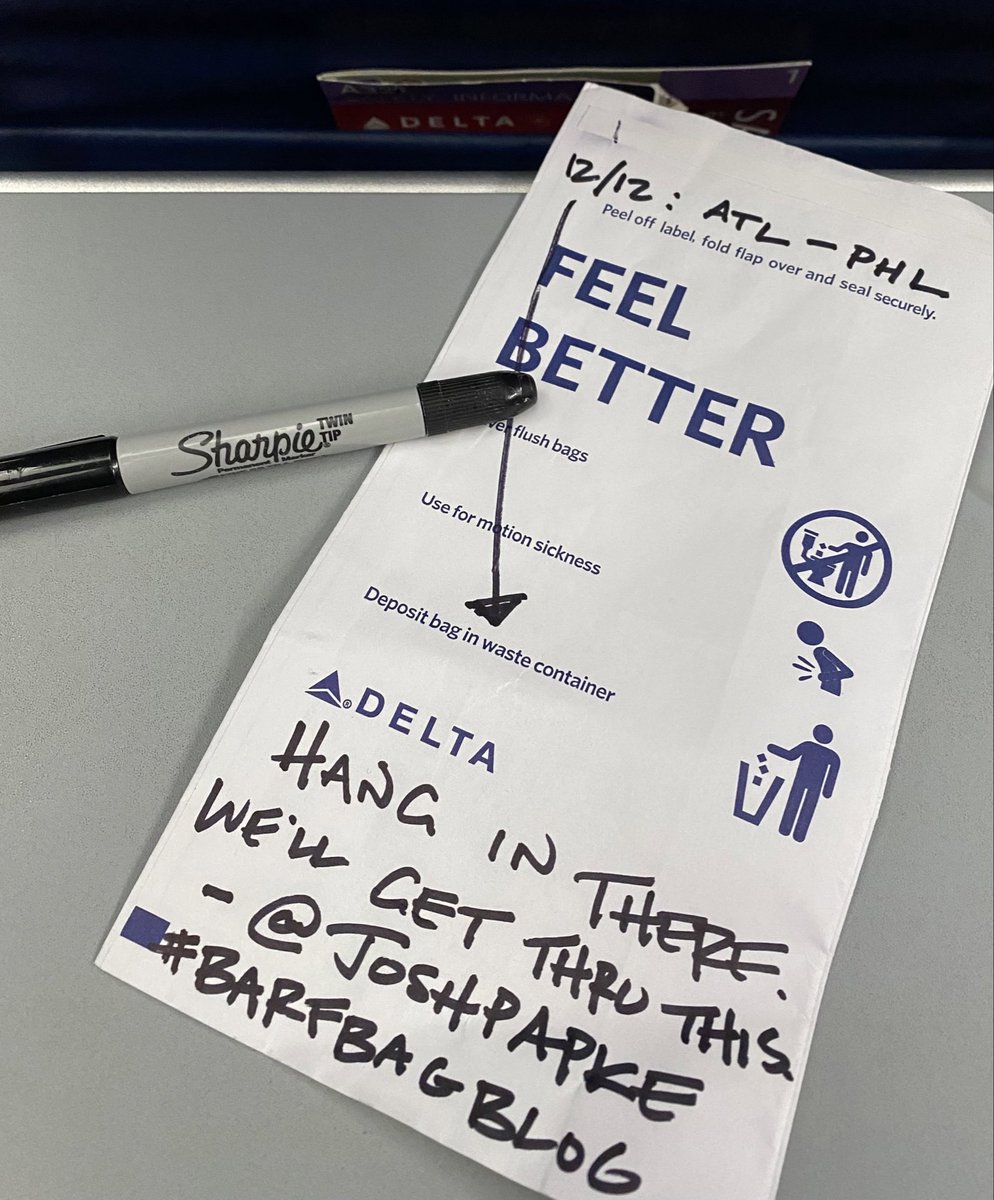 DELTA
12/12: ATL - PHL
Peel off label, fold flap over and seal securely.
FEEL
BETTER
flush bags
Use for motion sickness
Deposit bag in waste container
DELTA
HANG IN THERE.
WE'LL GET THRU THIS.
- @JOSHPAPKE
#BARFBAGBLOG
Sharpie TWIN TIP
Permanent Marker